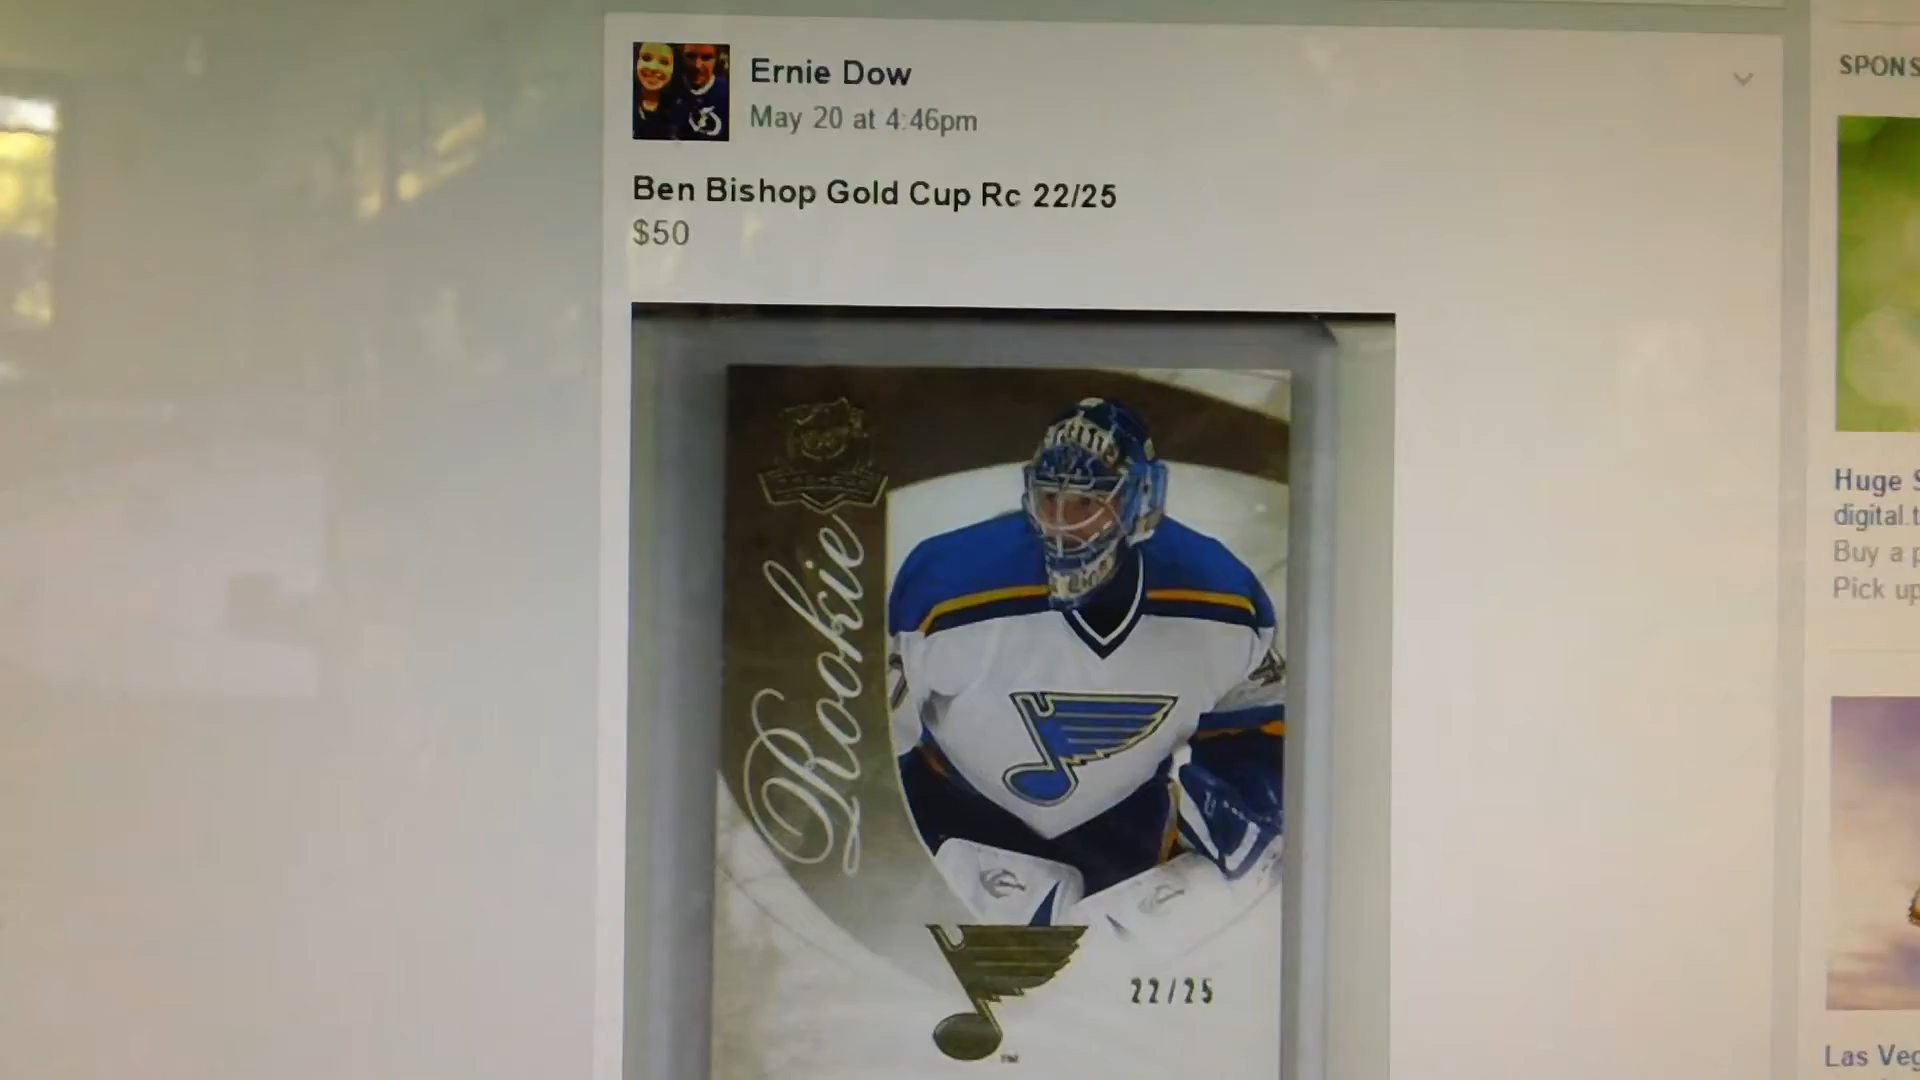 Ernie Dow
May 20 at 4:46pm
Ben Bishop Gold Cup Rc 22/25
$50
Rookie
22/25
TM
SPONS
Huge S
digital.t
Buy a p
Pick up
Las Veg